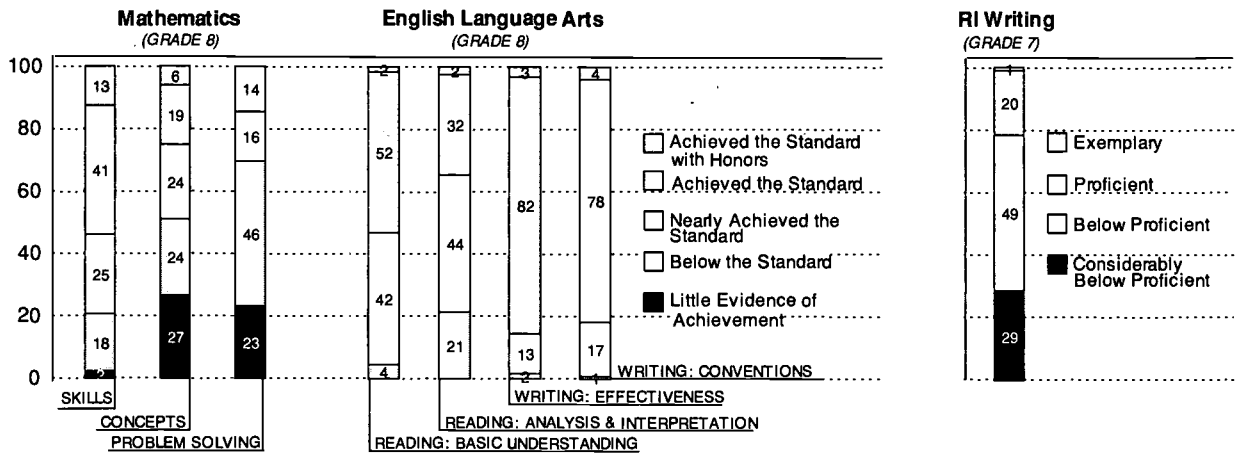 Mathematics
(GRADE 8)
English Language Arts
(GRADE 8)
RI Writing
(GRADE 7)
100
80
60
40
20
0
13
41
25
18
6
19
24
24
27
14
16
46
23
2
52
42
4
2
32
44
21
3
82
13
2
4
78
17
1
Achieved the Standard
with Honors
Achieved the Standard
Nearly Achieved the
Standard
Below the Standard
Little Evidence of
Achievement
1
20
49
29
Exemplary
Proficient
Below Proficient
Considerably
Below Proficient
SKILLS
CONCEPTS
PROBLEM SOLVING
WRITING: CONVENTIONS
WRITING: EFFECTIVENESS
READING: ANALYSIS & INTERPRETATION
READING: BASIC UNDERSTANDING